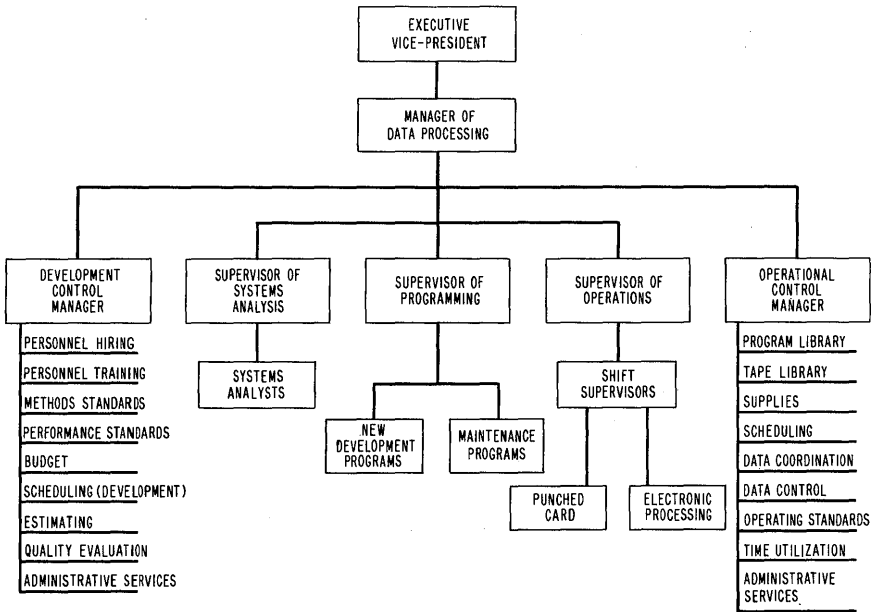 EXECUTIVE
VICE-PRESIDENT
MANAGER OF
DATA PROCESSING
DEVELOPMENT
CONTROL
MANAGER
SUPERVISOR OF
SYSTEMS
ANALYSIS
SUPERVISOR OF
PROGRAMMING
SUPERVISOR OF
OPERATIONS
OPERATIONAL
CONTROL
MANAGER
PERSONNEL HIRING
PERSONNEL TRAINING
METHODS STANDARDS
PERFORMANCE STANDARDS
BUDGET
SCHEDULING (DEVELOPMENT)
ESTIMATING
QUALITY EVALUATION
ADMINISTRATIVE SERVICES
SYSTEMS
ANALYSTS
NEW
DEVELOPMENT
PROGRAMS
MAINTENANCE
PROGRAMS
SHIFT
SUPERVISORS
PUNCHED
CARD
ELECTRONIC
PROCESSING
PROGRAM LIBRARY
TAPE LIBRARY
SUPPLIES
SCHEDULING
DATA COORDINATION
DATA CONTROL
OPERATING STANDARDS
TIME UTILIZATION
ADMINISTRATIVE
SERVICES